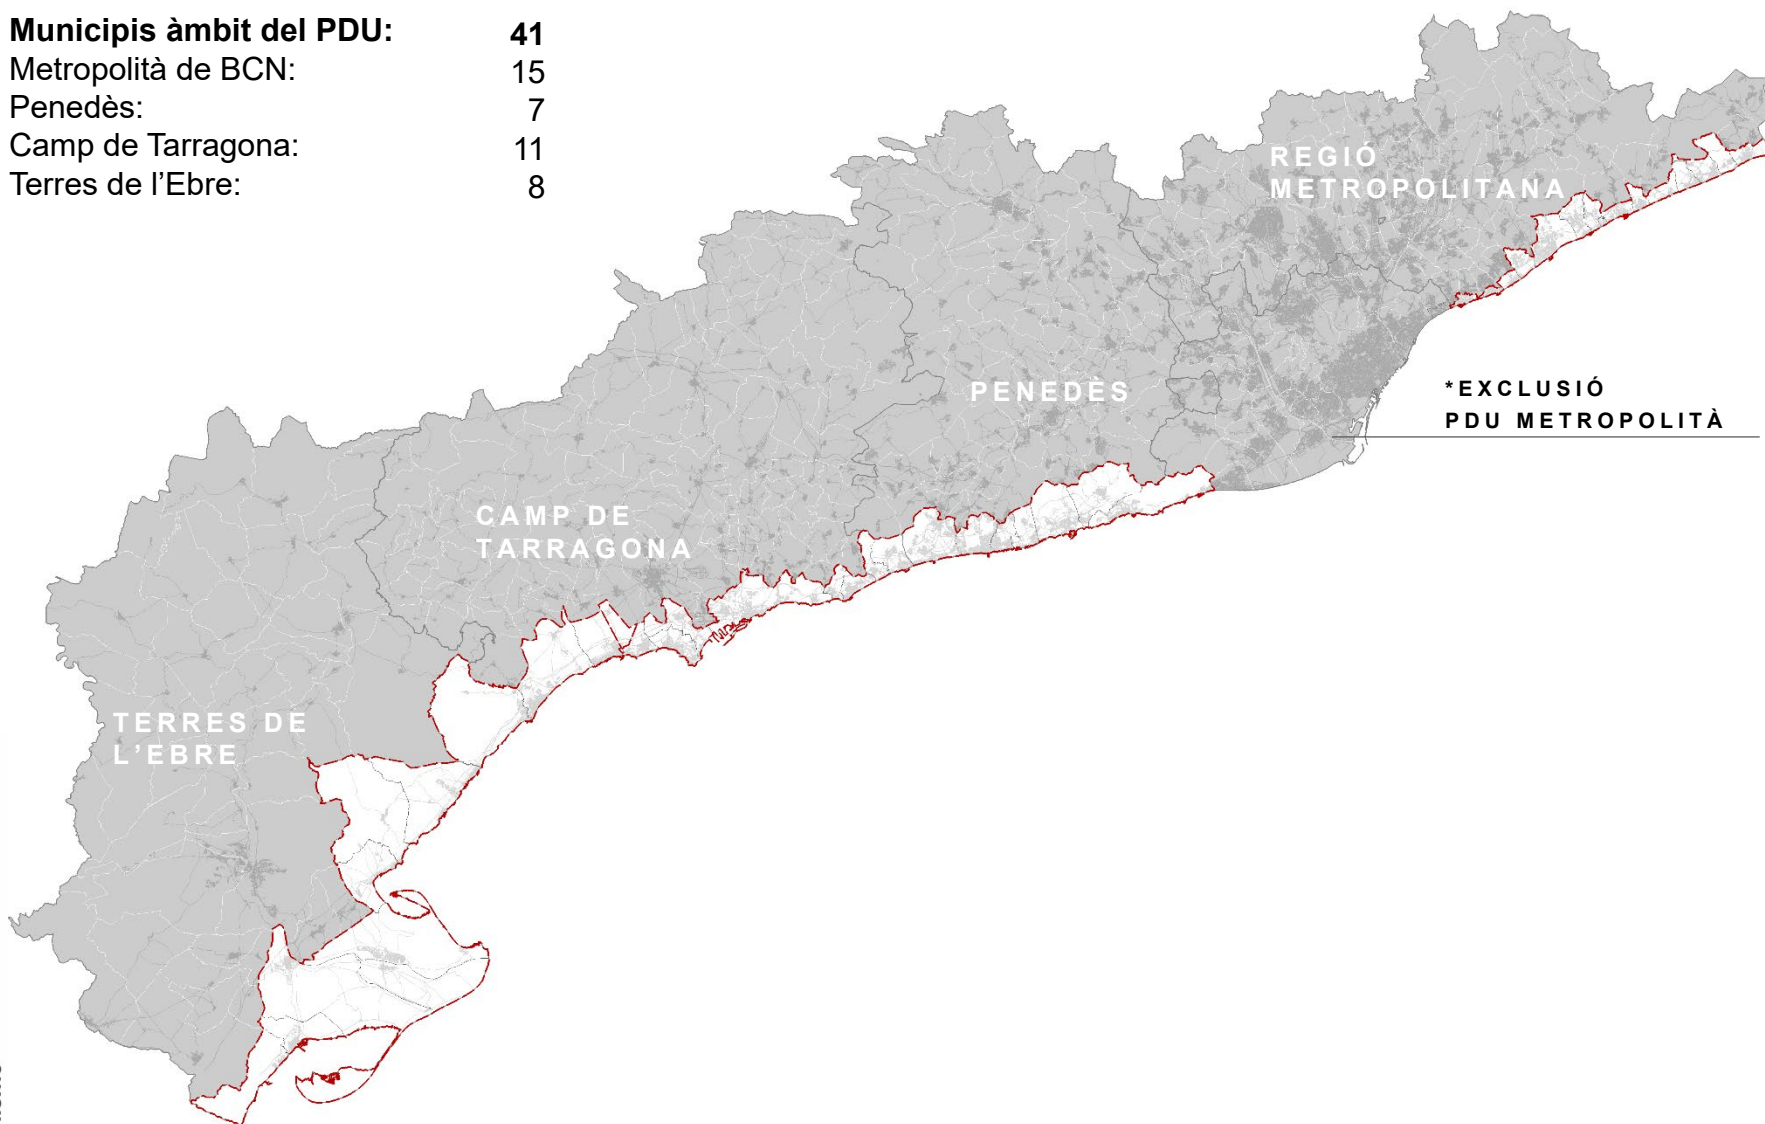 Municipis àmbit del PDU: 41
Metropolità de BCN: 15
Penedès: 7
Camp de Tarragona: 11
Terres de l’Ebre: 8
REGIÓ
METROPOLITANA
PENEDÈS
*EXCLUSIÓ
PDU METROPOLITÀ
CAMP DE
TARRAGONA
TERRES DE
L’EBRE